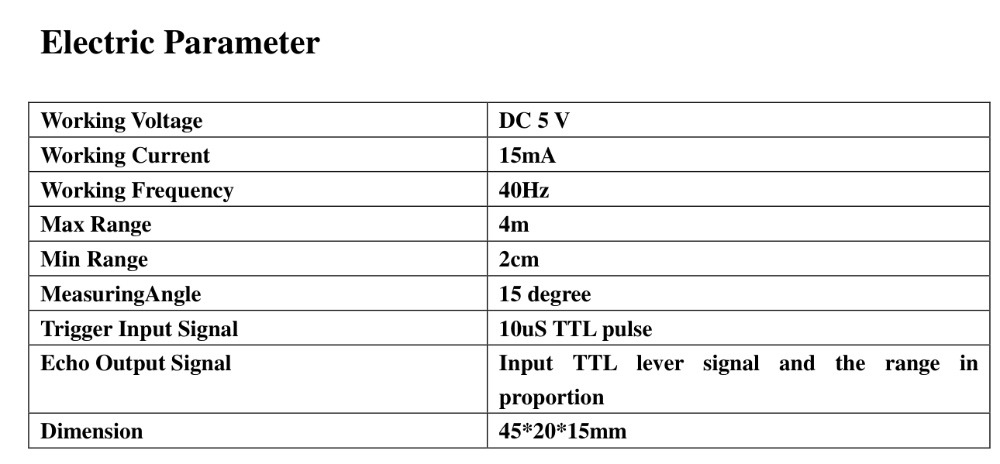 Electric Parameter
Working Voltage DC 5 V
Working Current 15mA
Working Frequency 40Hz
Max Range 4m
Min Range 2cm
MeasuringAngle 15 degree
Trigger Input Signal 10uS TTL pulse
Echo Output Signal Input TTL lever signal and the range in
proportion
Dimension 45*20*15mm